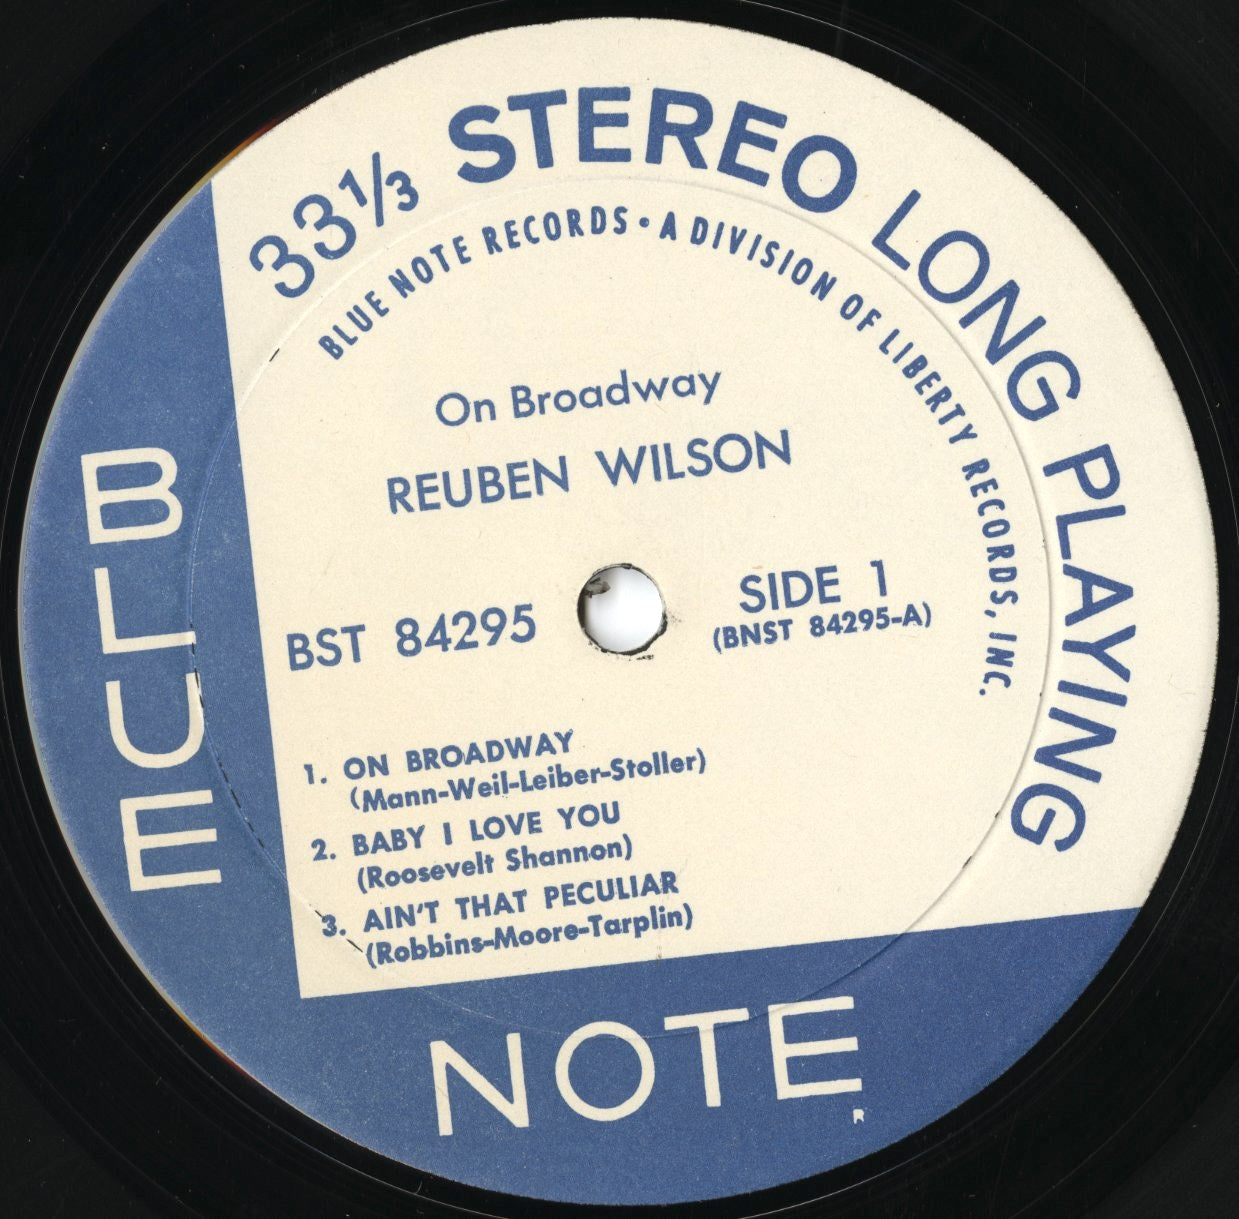 33⅓ STEREO LONG PLAYING
BLUE NOTE RECORDS • A DIVISION OF LIBERTY RECORDS, INC.
On Broadway
REUBEN WILSON
BST 84295
SIDE 1
(BNST 84295-A)
1. ON BROADWAY
(Mann-Weil-Leiber-Stoller)
2. BABY I LOVE YOU
(Roosevelt Shannon)
3. AIN'T THAT PECULIAR
(Robbins-Moore-Tarplin)
BLUE
NOTE
R